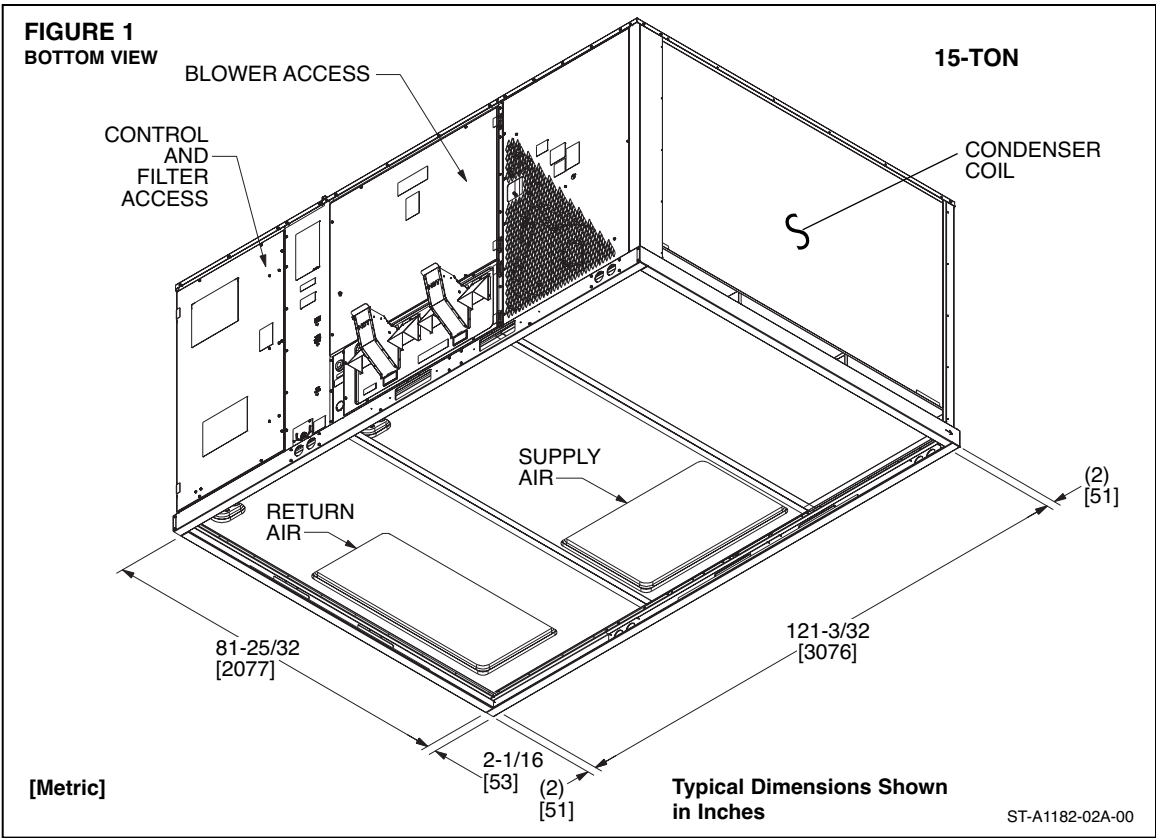 FIGURE 1
BOTTOM VIEW
15-TON
BLOWER ACCESS
CONTROL
AND
FILTER
ACCESS
CONDENSER
COIL
SUPPLY
AIR
RETURN
AIR
(2)
[51]
121-3/32
[3076]
81-25/32
[2077]
2-1/16
[53]
(2)
[51]
[Metric]
Typical Dimensions Shown
in Inches
ST-A1182-02A-00